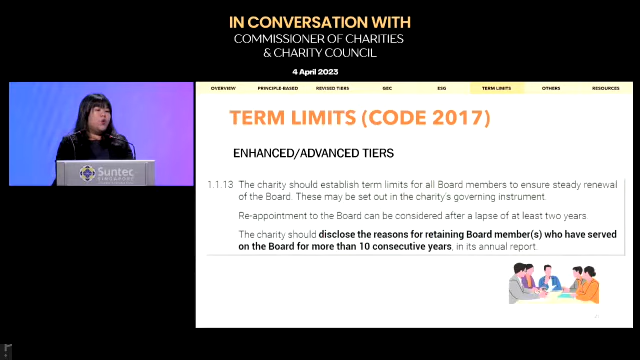 IN CONVERSATION WITH
COMMISSIONER OF CHARITIES
& CHARITY COUNCIL
4 April 2023
OVERVIEW PRINCIPLE-BASED REVISED TIERS GEC ESG TERM LIMITS OTHERS RESOURCES
TERM LIMITS (CODE 2017)
ENHANCED/ADVANCED TIERS
1.1.13 The charity should establish term limits for all Board members to ensure steady renewal
of the Board. These may be set out in the charity's governing instrument.
Re-appointment to the Board can be considered after a lapse of at least two years
The charity should disclose the reasons for retaining Board member(s) who have served
on the Board for more than 10 consecutive years, in its annual report.
Suntec
SINGAPORE